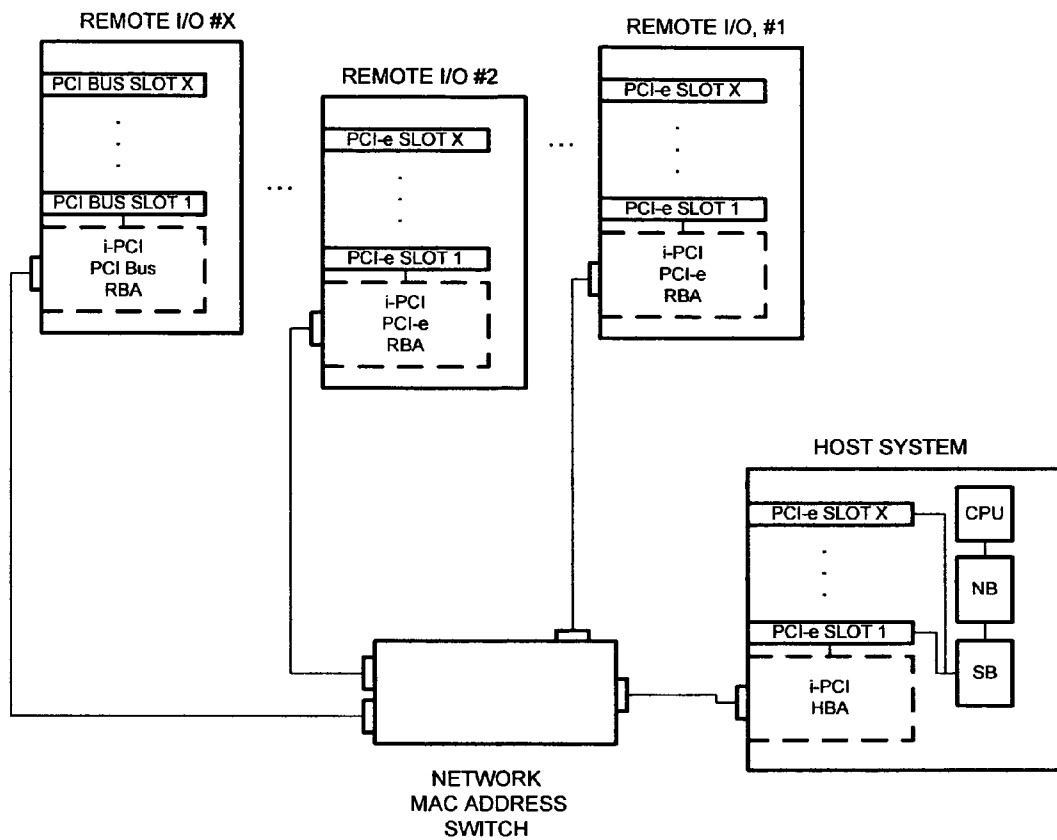 REMOTE I/O #X
PCI BUS SLOT X
PCI BUS SLOT 1
i-PCI
PCI Bus
RBA
REMOTE I/O #2
PCI-e SLOT X
PCI-e SLOT 1
i-PCI
PCI-e
RBA
REMOTE I/O, #1
PCI-e SLOT X
PCI-e SLOT 1
i-PCI
PCI-e
RBA
HOST SYSTEM
PCI-e SLOT X
CPU
NB
PCI-e SLOT 1
SB
i-PCI
HBA
NETWORK
MAC ADDRESS
SWITCH